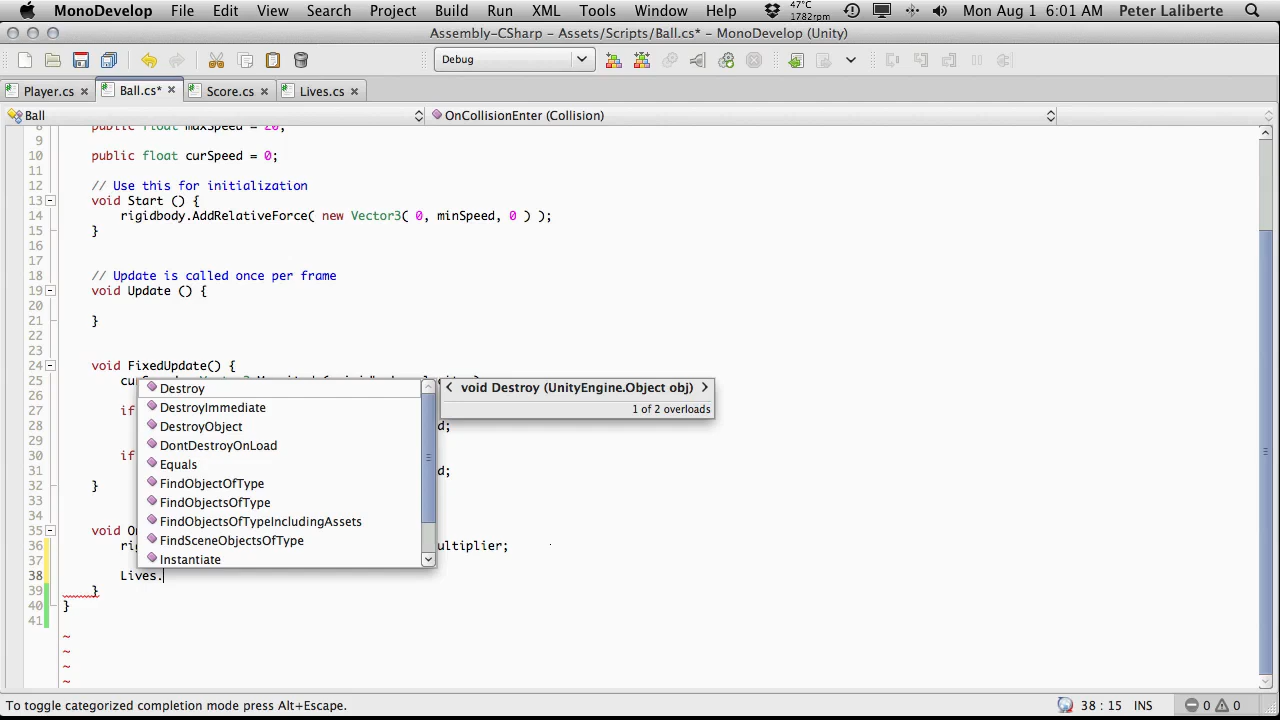 MonoDevelop File Edit View Search Project Build Run XML Tools Window Help 47°C 1782rpm Mon Aug 1 6:01 AM Peter Laliberte
Assembly-CSharp - Assets/Scripts/Ball.cs* - MonoDevelop (Unity)
Debug
Player.cs Ball.cs* Score.cs Lives.cs
Ball OnCollisionEnter (Collision)
8 public float maxSpeed = 20;
9
10 public float curSpeed = 0;
11
12 // Use this for initialization
13 void Start () {
14 rigidbody.AddRelativeForce( new Vector3( 0, minSpeed, 0 ) );
15 }
16
17
18 // Update is called once per frame
19 void Update () {
20
21 }
22
23
24 void FixedUpdate() {
25
26
27 if
28 d;
29
30 if
31 d;
32 }
33
34
35 void
36 ultiplier;
37
38 Lives.
39 }
40 }
41
~
~
~
~
Destroy
DestroyImmediate
DestroyObject
DontDestroyOnLoad
Equals
FindObjectOfType
FindObjectsOfType
FindObjectsOfTypeIncludingAssets
FindSceneObjectsOfType
Instantiate
void Destroy (UnityEngine.Object obj)
1 of 2 overloads
To toggle categorized completion mode press Alt+Escape. 38 : 15 INS 0 0